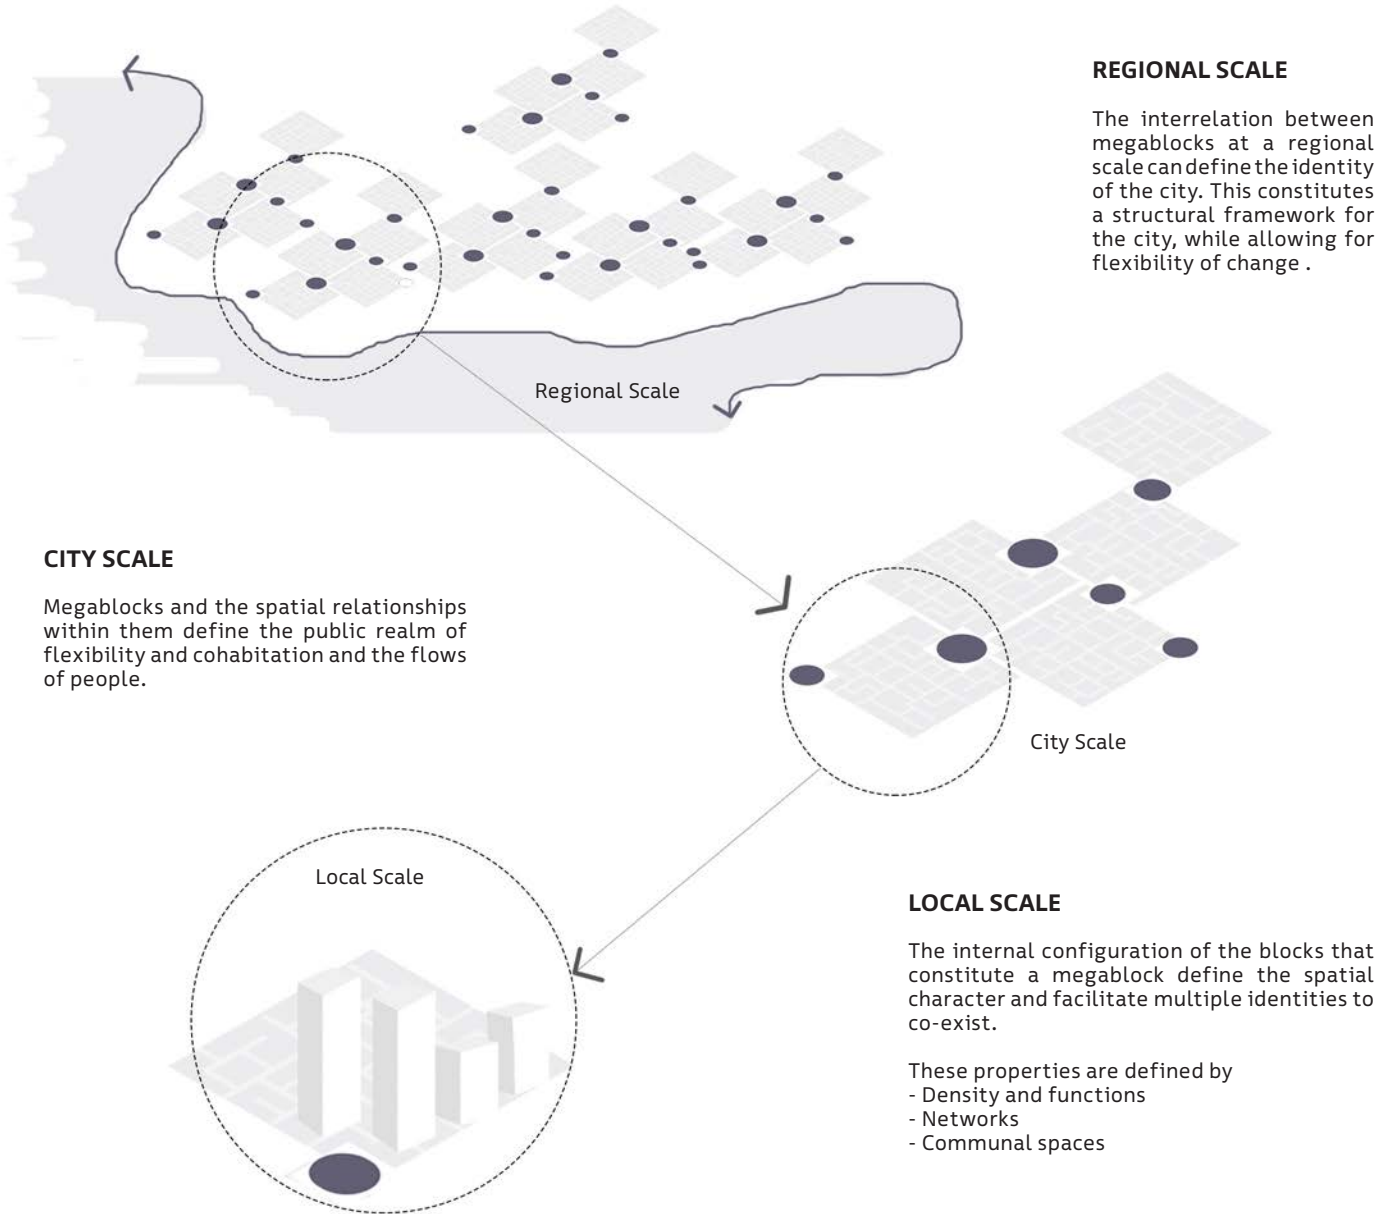 REGIONAL SCALE
The interrelation between
megablocks at a regional
scale can define the identity
of the city. This constitutes
a structural framework for
the city, while allowing for
flexibility of change .
Regional Scale
CITY SCALE
Megablocks and the spatial relationships
within them define the public realm of
flexibility and cohabitation and the flows
of people.
City Scale
Local Scale
LOCAL SCALE
The internal configuration of the blocks that
constitute a megablock define the spatial
character and facilitate multiple identities to
co-exist.
These properties are defined by
- Density and functions
- Networks
- Communal spaces